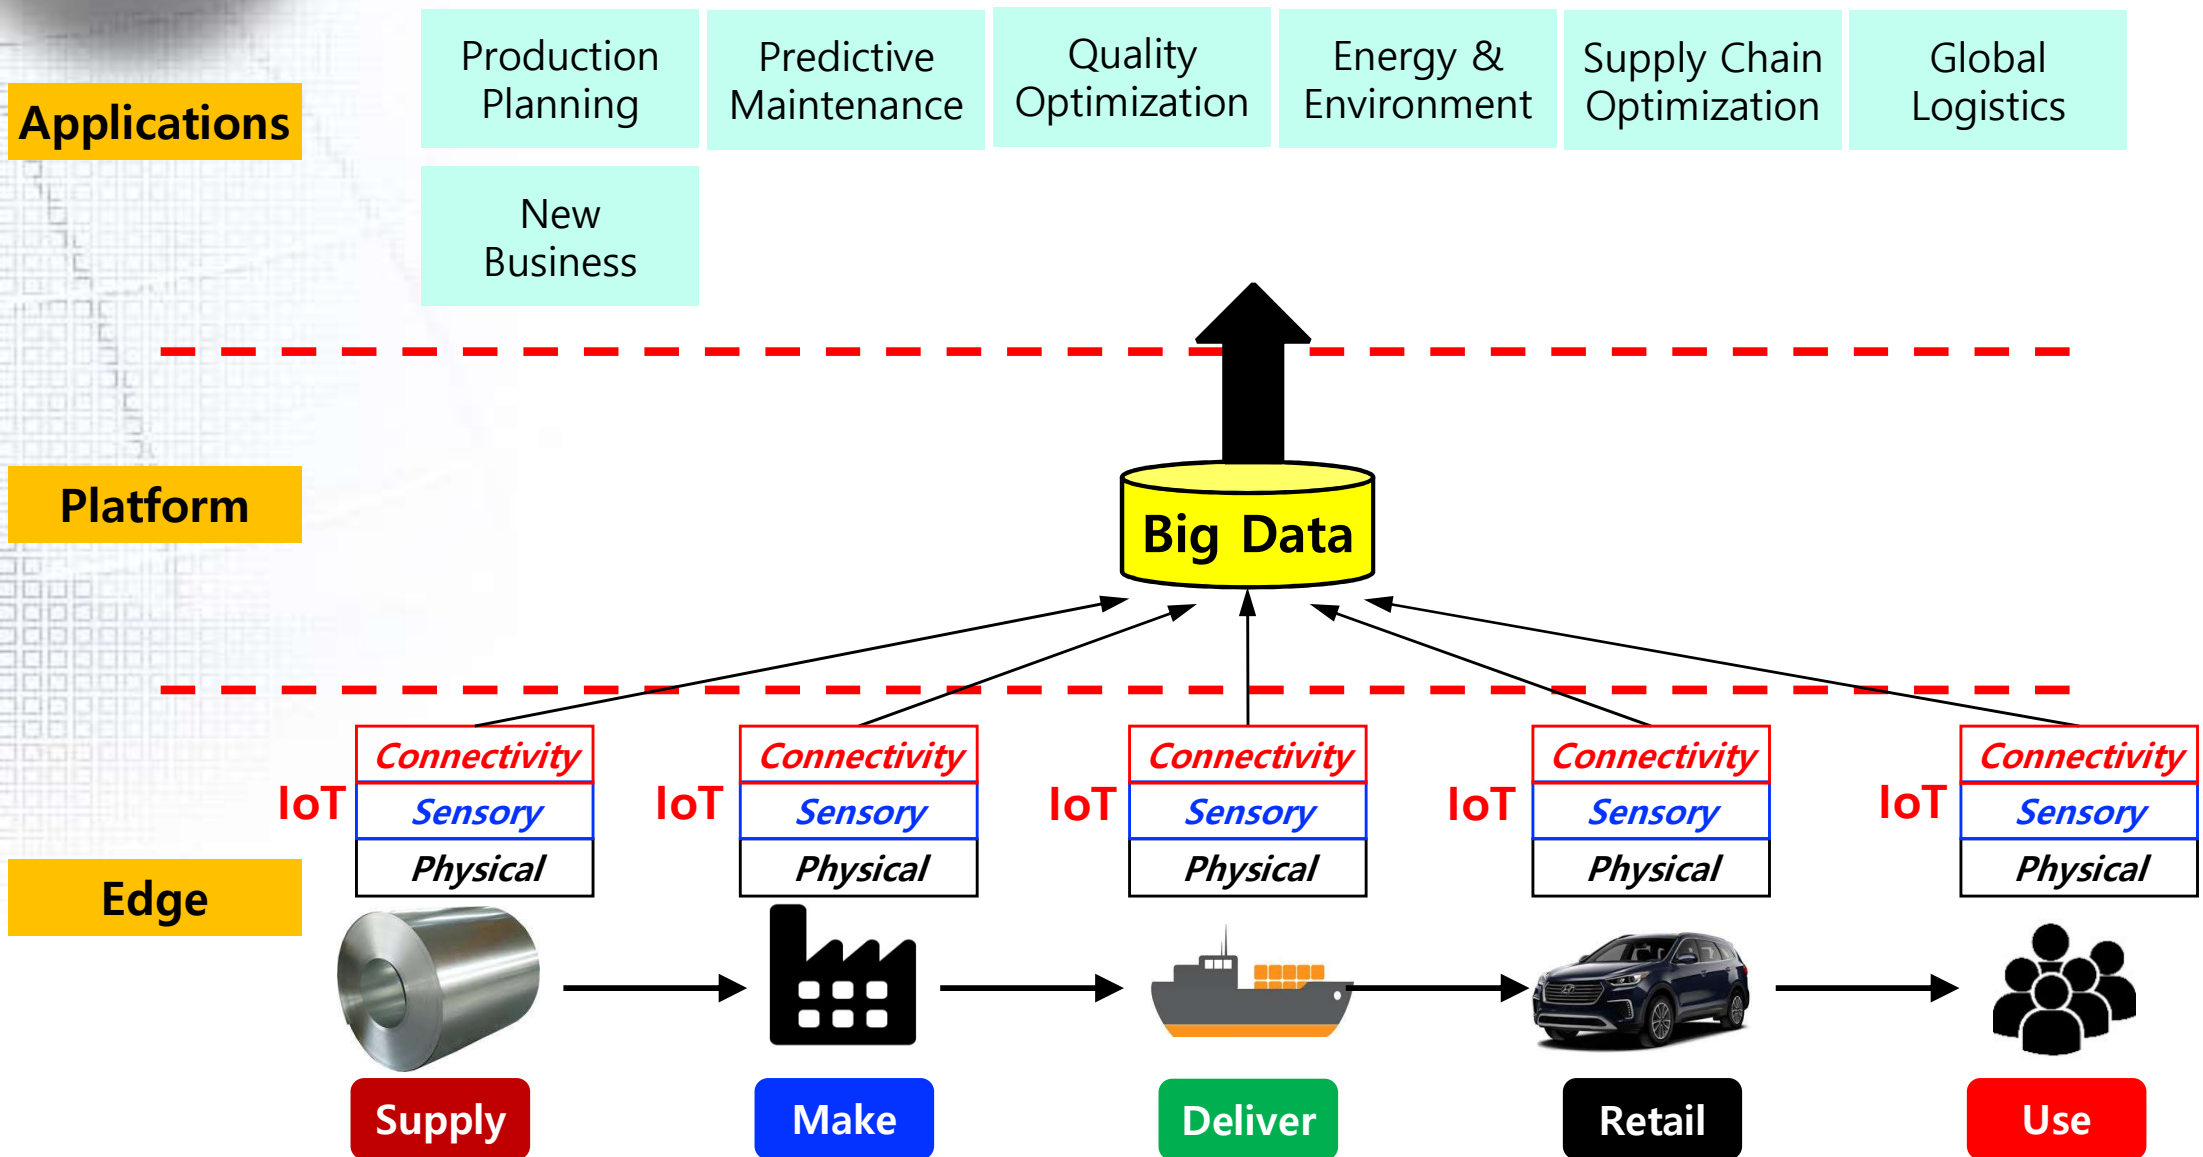 Production
Planning
Predictive
Maintenance
Quality
Optimization
Energy &
Environment
Supply Chain
Optimization
Global
Logistics
Applications
New
Business
Platform
Big Data
Connectivity
Connectivity
Connectivity
Connectivity
Connectivity
IoT
Sensory
IoT
Sensory
IoT
Sensory
IoT
Sensory
IoT
Sensory
Physical
Physical
Physical
Physical
Physical
Edge
Supply
Make
Deliver
Retail
Use